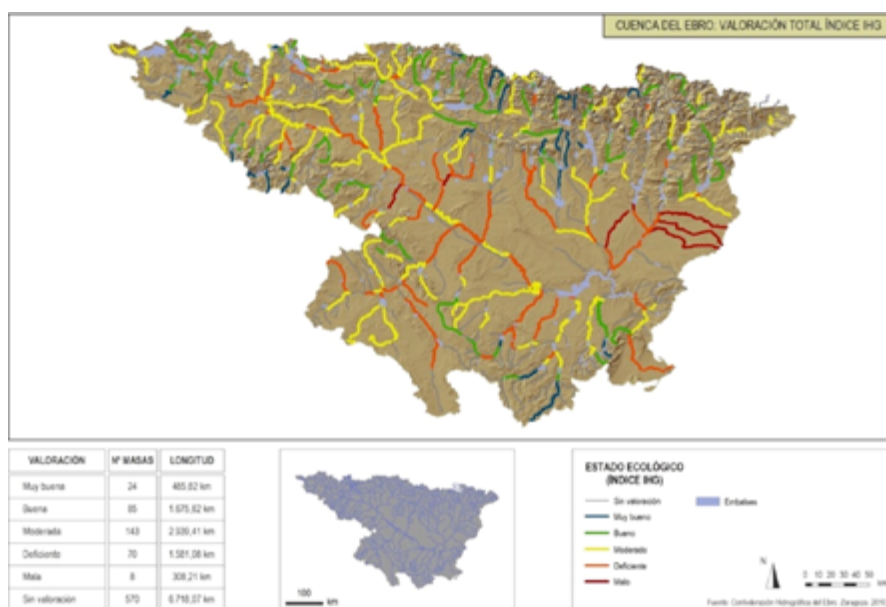 CUENCA DEL EBRO: VALORACIÓN TOTAL ÍNDICE IHG
VALORACIÓN Nº MASAS LONGITUD
Muy buena 24 485,82 km
Buena 85 1.675,62 km
Moderada 143 2.939,41 km
Deficiente 70 1.581,08 km
Mala 8 308,21 km
Sin valoración 570 6.716,07 km
100
km
ESTADO ECOLÓGICO
(ÍNDICE IHG)
Sin valoración
Muy bueno
Bueno
Moderado
Deficiente
Malo
Embalses
N
0 10 20 30 40 50
km
Fuente: Confederación Hidrográfica del Ebro. Zaragoza,